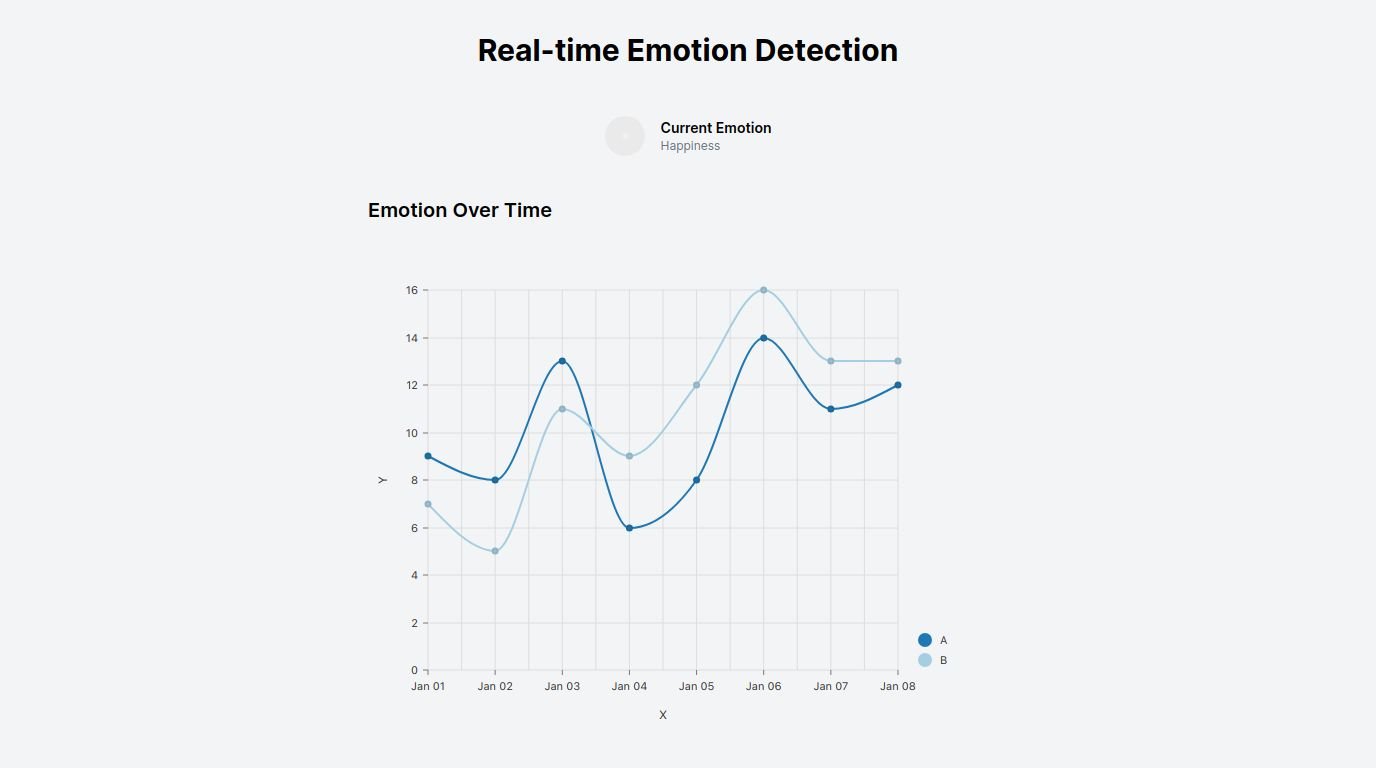 Real-time Emotion Detection
Current Emotion
Happiness
Emotion Over Time
16
14
12
10
8
6
4
2
0
Y
Jan 01 Jan 02 Jan 03 Jan 04 Jan 05 Jan 06 Jan 07 Jan 08
X
A
B